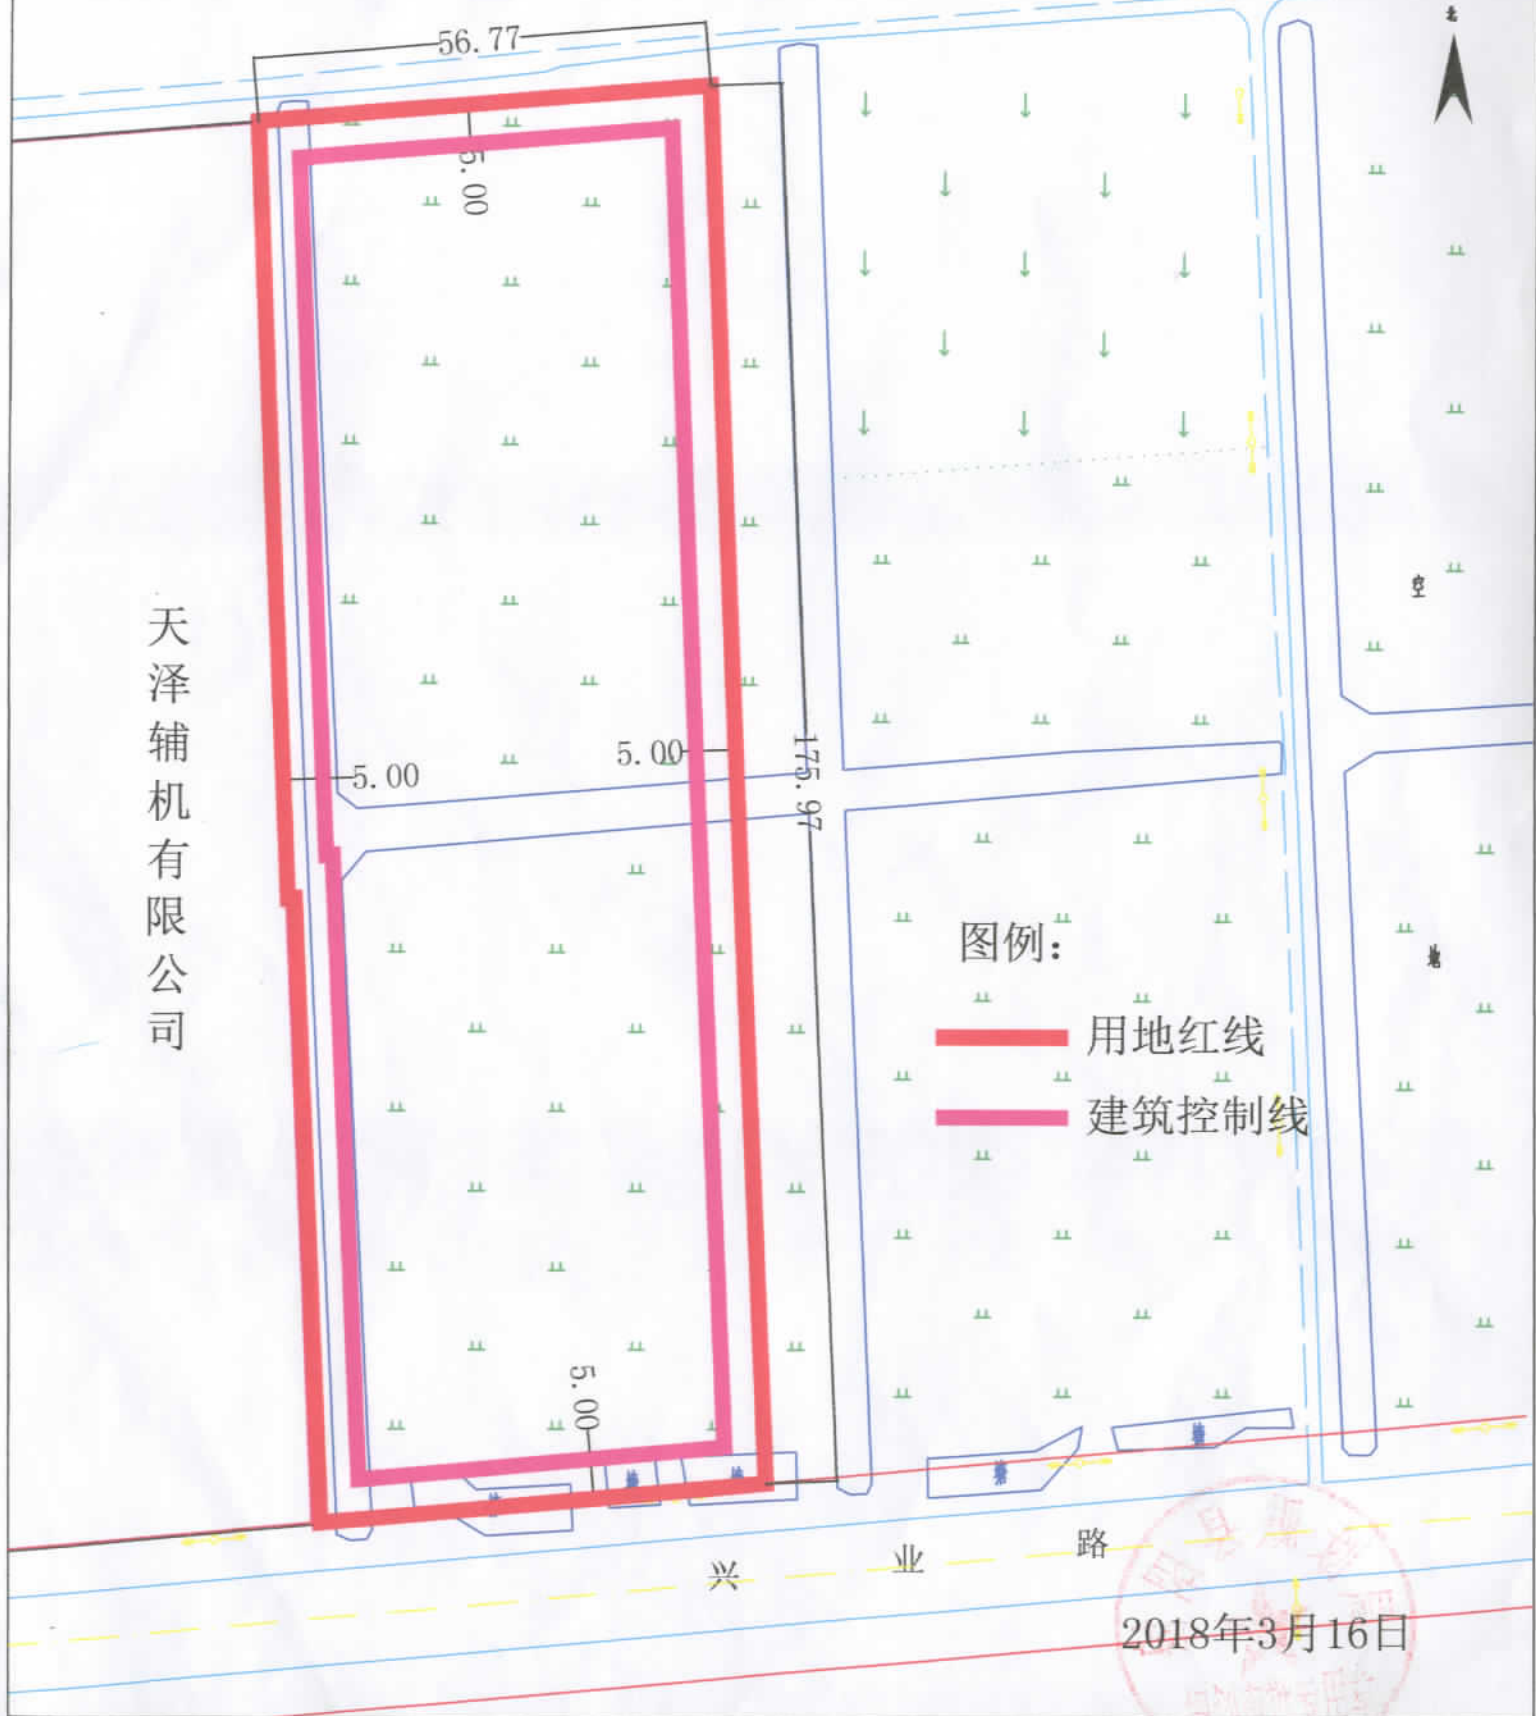 北
56.77
5.00
空
天泽辅机有限公司
5.00
5.00
175.97
图例：
用地红线
建筑控制线
5.00
兴业路
2018年3月16日